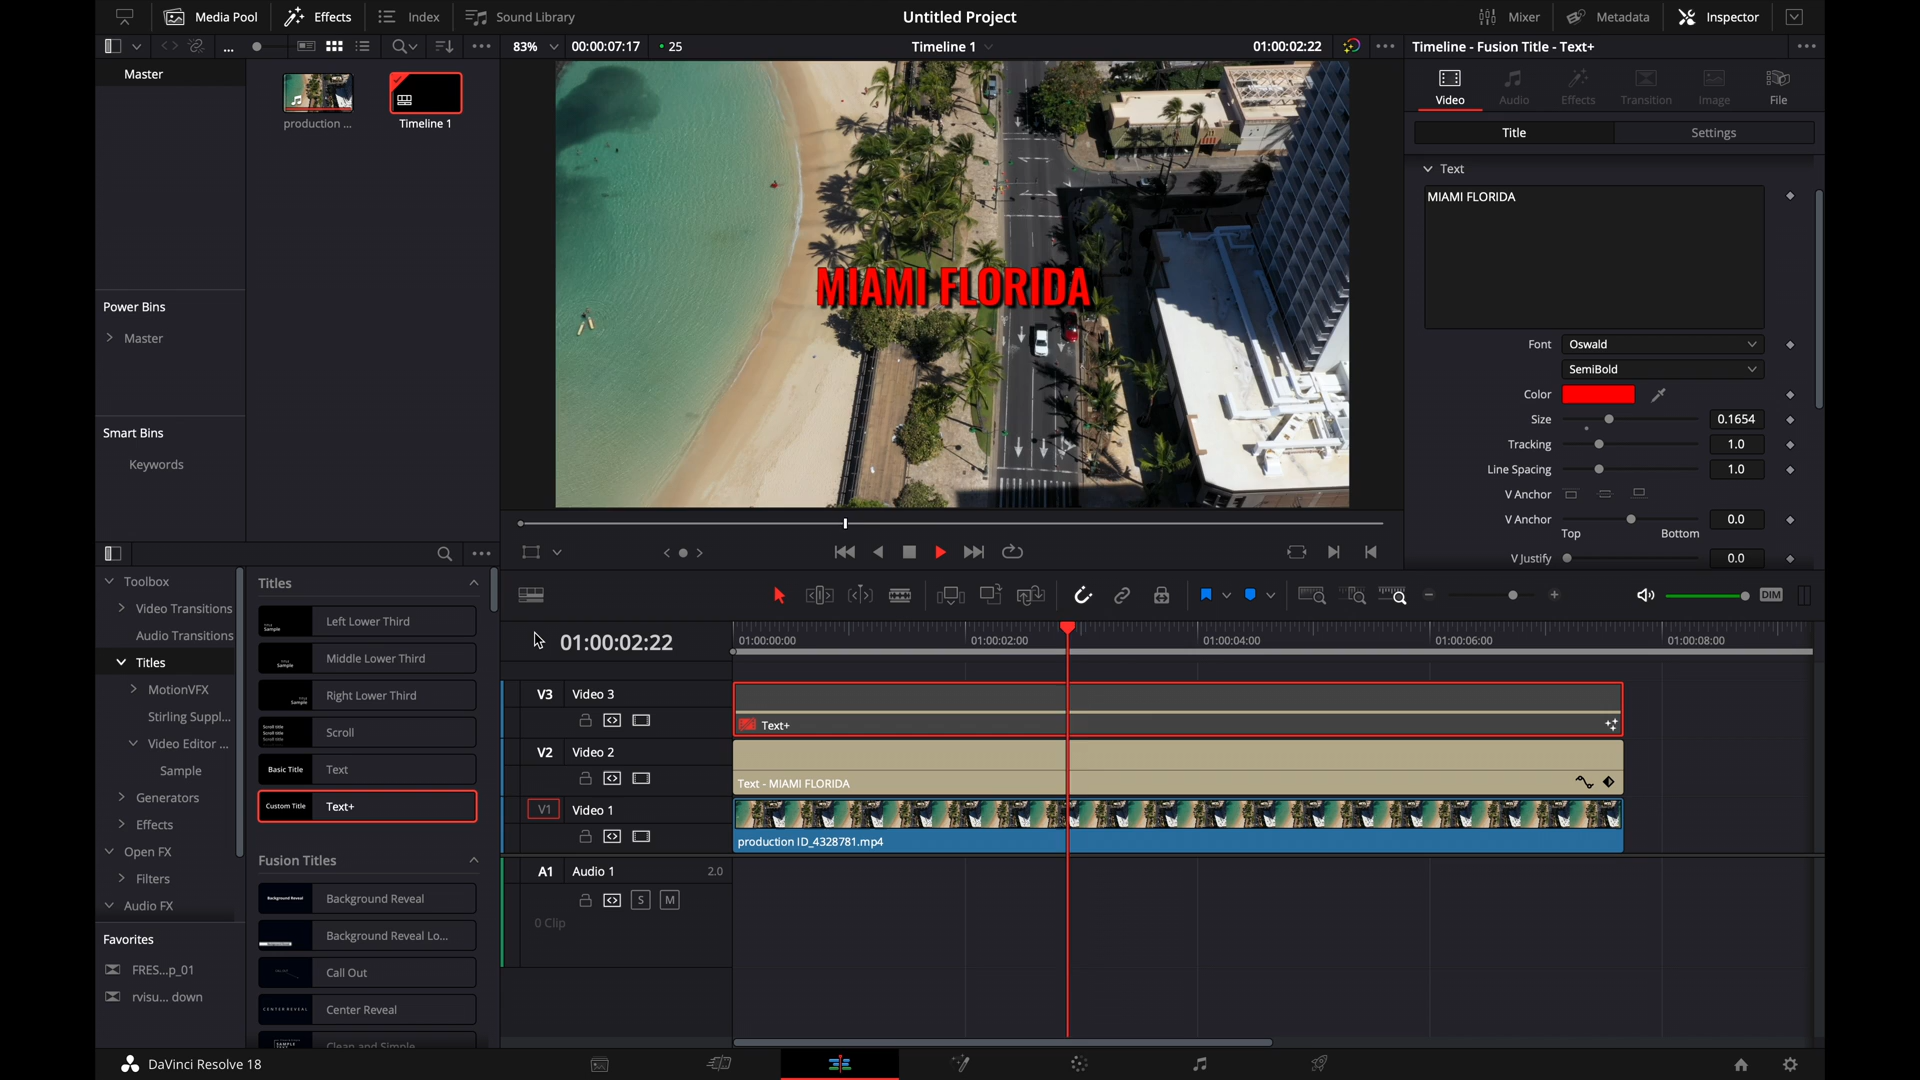 Media Pool
Effects
Index
Sound Library
Untitled Project
Mixer
Metadata
Inspector
83%
00:00:07:17
25
Timeline 1
01:00:02:22
Timeline - Fusion Title - Text+
Master
production ...
Timeline 1
Video
Audio
Effects
Transition
Image
File
Title
Settings
Text
MIAMI FLORIDA
MIAMI FLORIDA
Power Bins
Master
Font
Oswald
SemiBold
Color
Size
0.1654
Tracking
1.0
Line Spacing
1.0
V Anchor
V Anchor
0.0
Top
Bottom
V Justify
0.0
Smart Bins
Keywords
Toolbox
Video Transitions
Audio Transitions
Titles
MotionVFX
Stirling Suppl...
Video Editor ...
Sample
Generators
Effects
Open FX
Filters
Audio FX
Favorites
FRES...p_01
rvisu... down
Titles
Left Lower Third
Middle Lower Third
Right Lower Third
Scroll
Basic Title
Text
Custom Title
Text+
Fusion Titles
Background Reveal
Background Reveal
Background Reveal Lo...
Call Out
CENTER REVEAL
Center Reveal
Clean and Simple
DIM
01:00:02:22
01:00:00:00
01:00:02:00
01:00:04:00
01:00:06:00
01:00:08:00
V3
Video 3
Text+
V2
Video 2
Text - MIAMI FLORIDA
V1
Video 1
production ID_4328781.mp4
A1
Audio 1
2.0
S
M
0 Clip
DaVinci Resolve 18